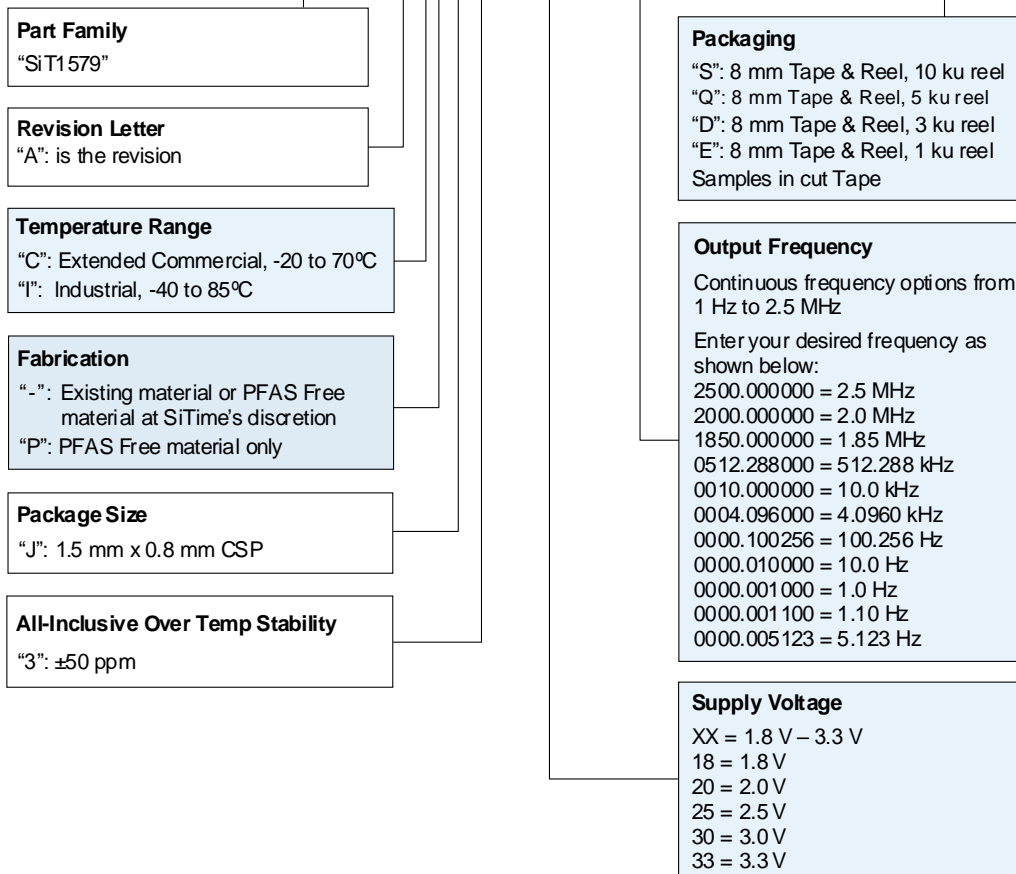 Part Family
“SiT1579”
Revision Letter
“A”: is the revision
Temperature Range
“C”: Extended Commercial, -20 to 70ºC
“I”: Industrial, -40 to 85ºC
Fabrication
“-”: Existing material or PFAS Free
material at SiTime’s discretion
“P”: PFAS Free material only
Package Size
“J”: 1.5 mm x 0.8 mm CSP
All-Inclusive Over Temp Stability
“3”: ±50 ppm
Packaging
“S”: 8 mm Tape & Reel, 10 ku reel
“Q”: 8 mm Tape & Reel, 5 ku reel
“D”: 8 mm Tape & Reel, 3 ku reel
“E”: 8 mm Tape & Reel, 1 ku reel
Samples in cut Tape
Output Frequency
Continuous frequency options from
1 Hz to 2.5 MHz
Enter your desired frequency as
shown below:
2500.000000 = 2.5 MHz
2000.000000 = 2.0 MHz
1850.000000 = 1.85 MHz
0512.288000 = 512.288 kHz
0010.000000 = 10.0 kHz
0004.096000 = 4.0960 kHz
0000.100256 = 100.256 Hz
0000.010000 = 10.0 Hz
0000.001000 = 1.0 Hz
0000.001100 = 1.10 Hz
0000.005123 = 5.123 Hz
Supply Voltage
XX = 1.8 V – 3.3 V
18 = 1.8 V
20 = 2.0 V
25 = 2.5 V
30 = 3.0 V
33 = 3.3 V